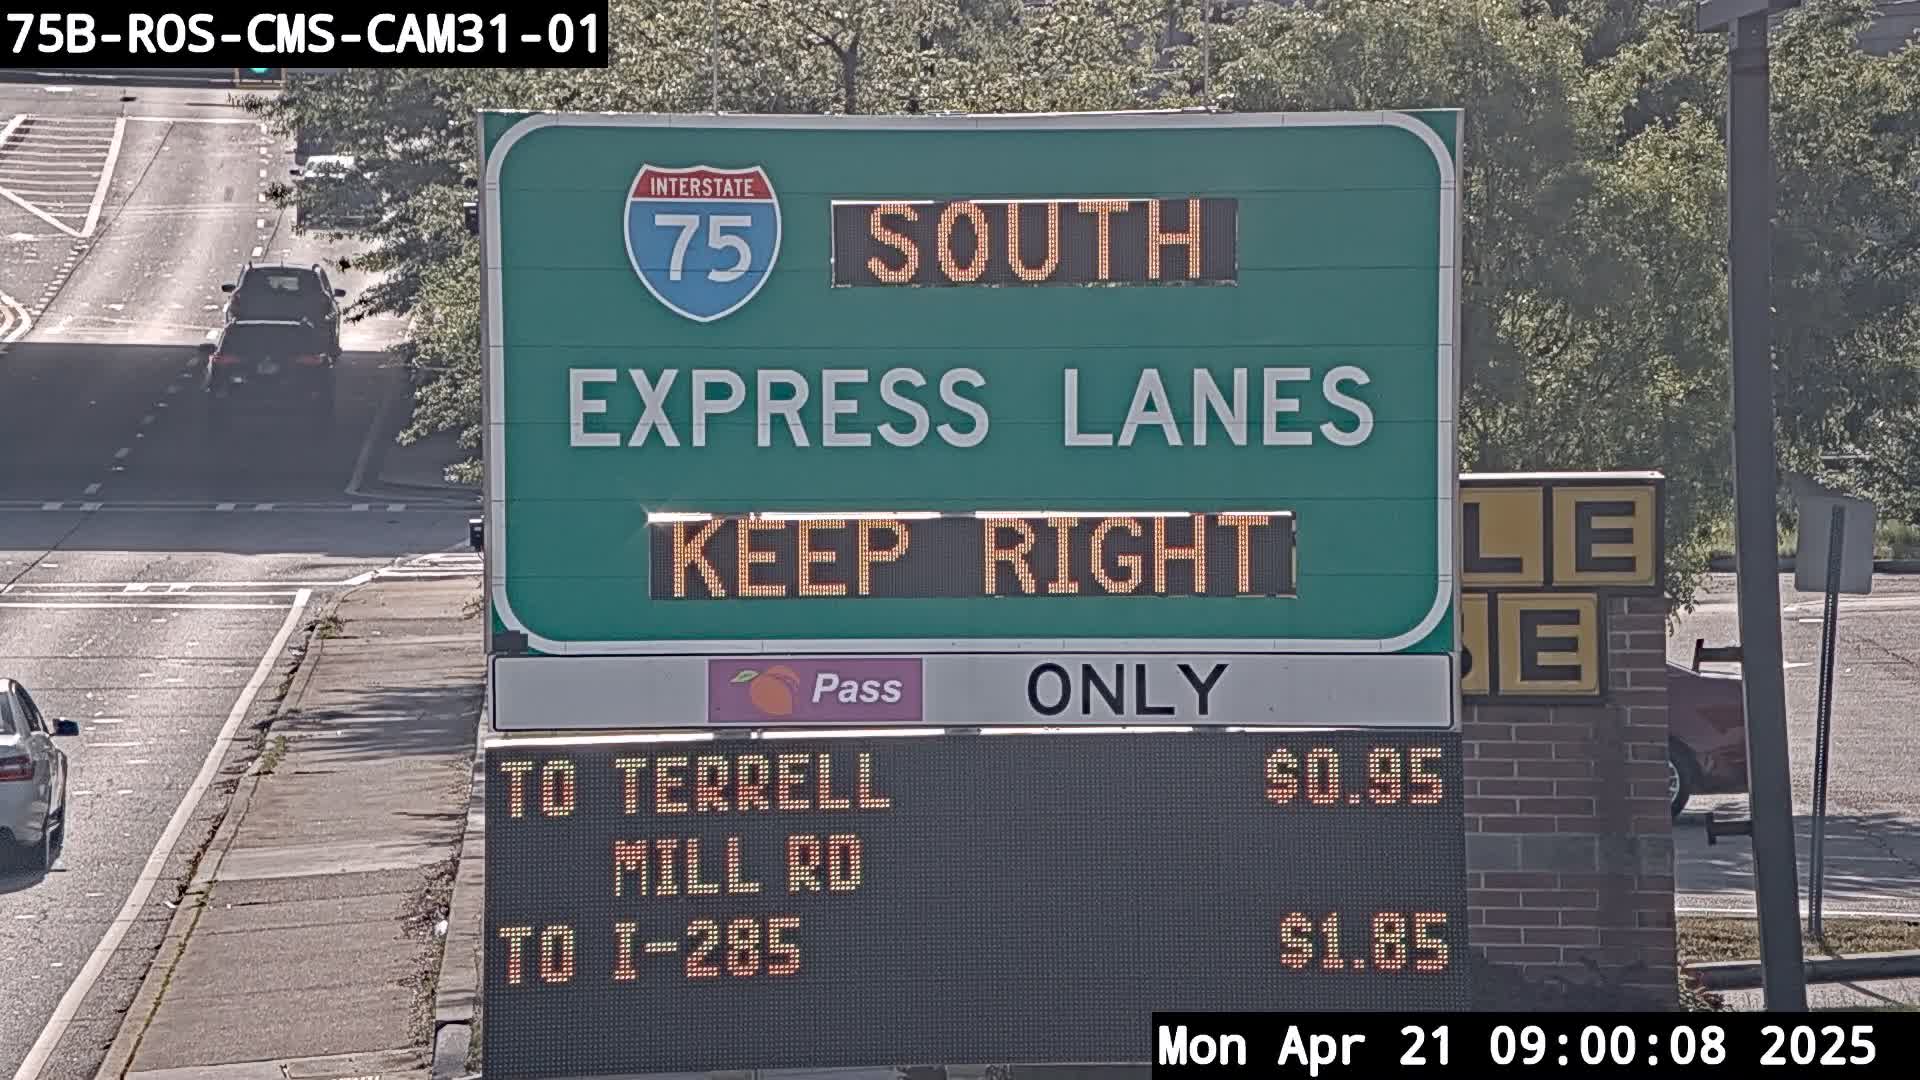 75B-ROS-CMS-CAM31-01
INTERSTATE
75
SOUTH
EXPRESS LANES
KEEP RIGHT
Pass ONLY
TO TERRELL $0.95
MILL RD
TO I-285 $1.85
LE
E
Mon Apr 21 09:00:08 2025